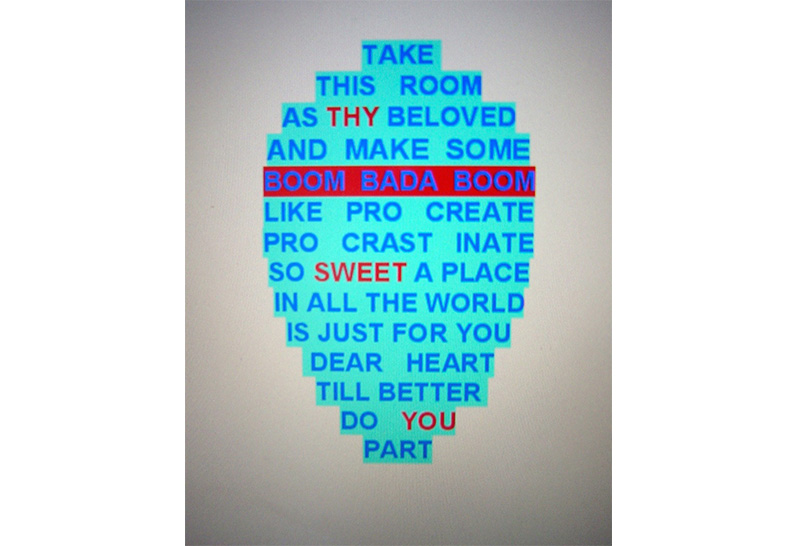 TAKE
THIS ROOM
AS THY BELOVED
AND MAKE SOME
BOOM BADA BOOM
LIKE PRO CREATE
PRO CRAST INATE
SO SWEET A PLACE
IN ALL THE WORLD
IS JUST FOR YOU
DEAR HEART
TILL BETTER
DO YOU
PART